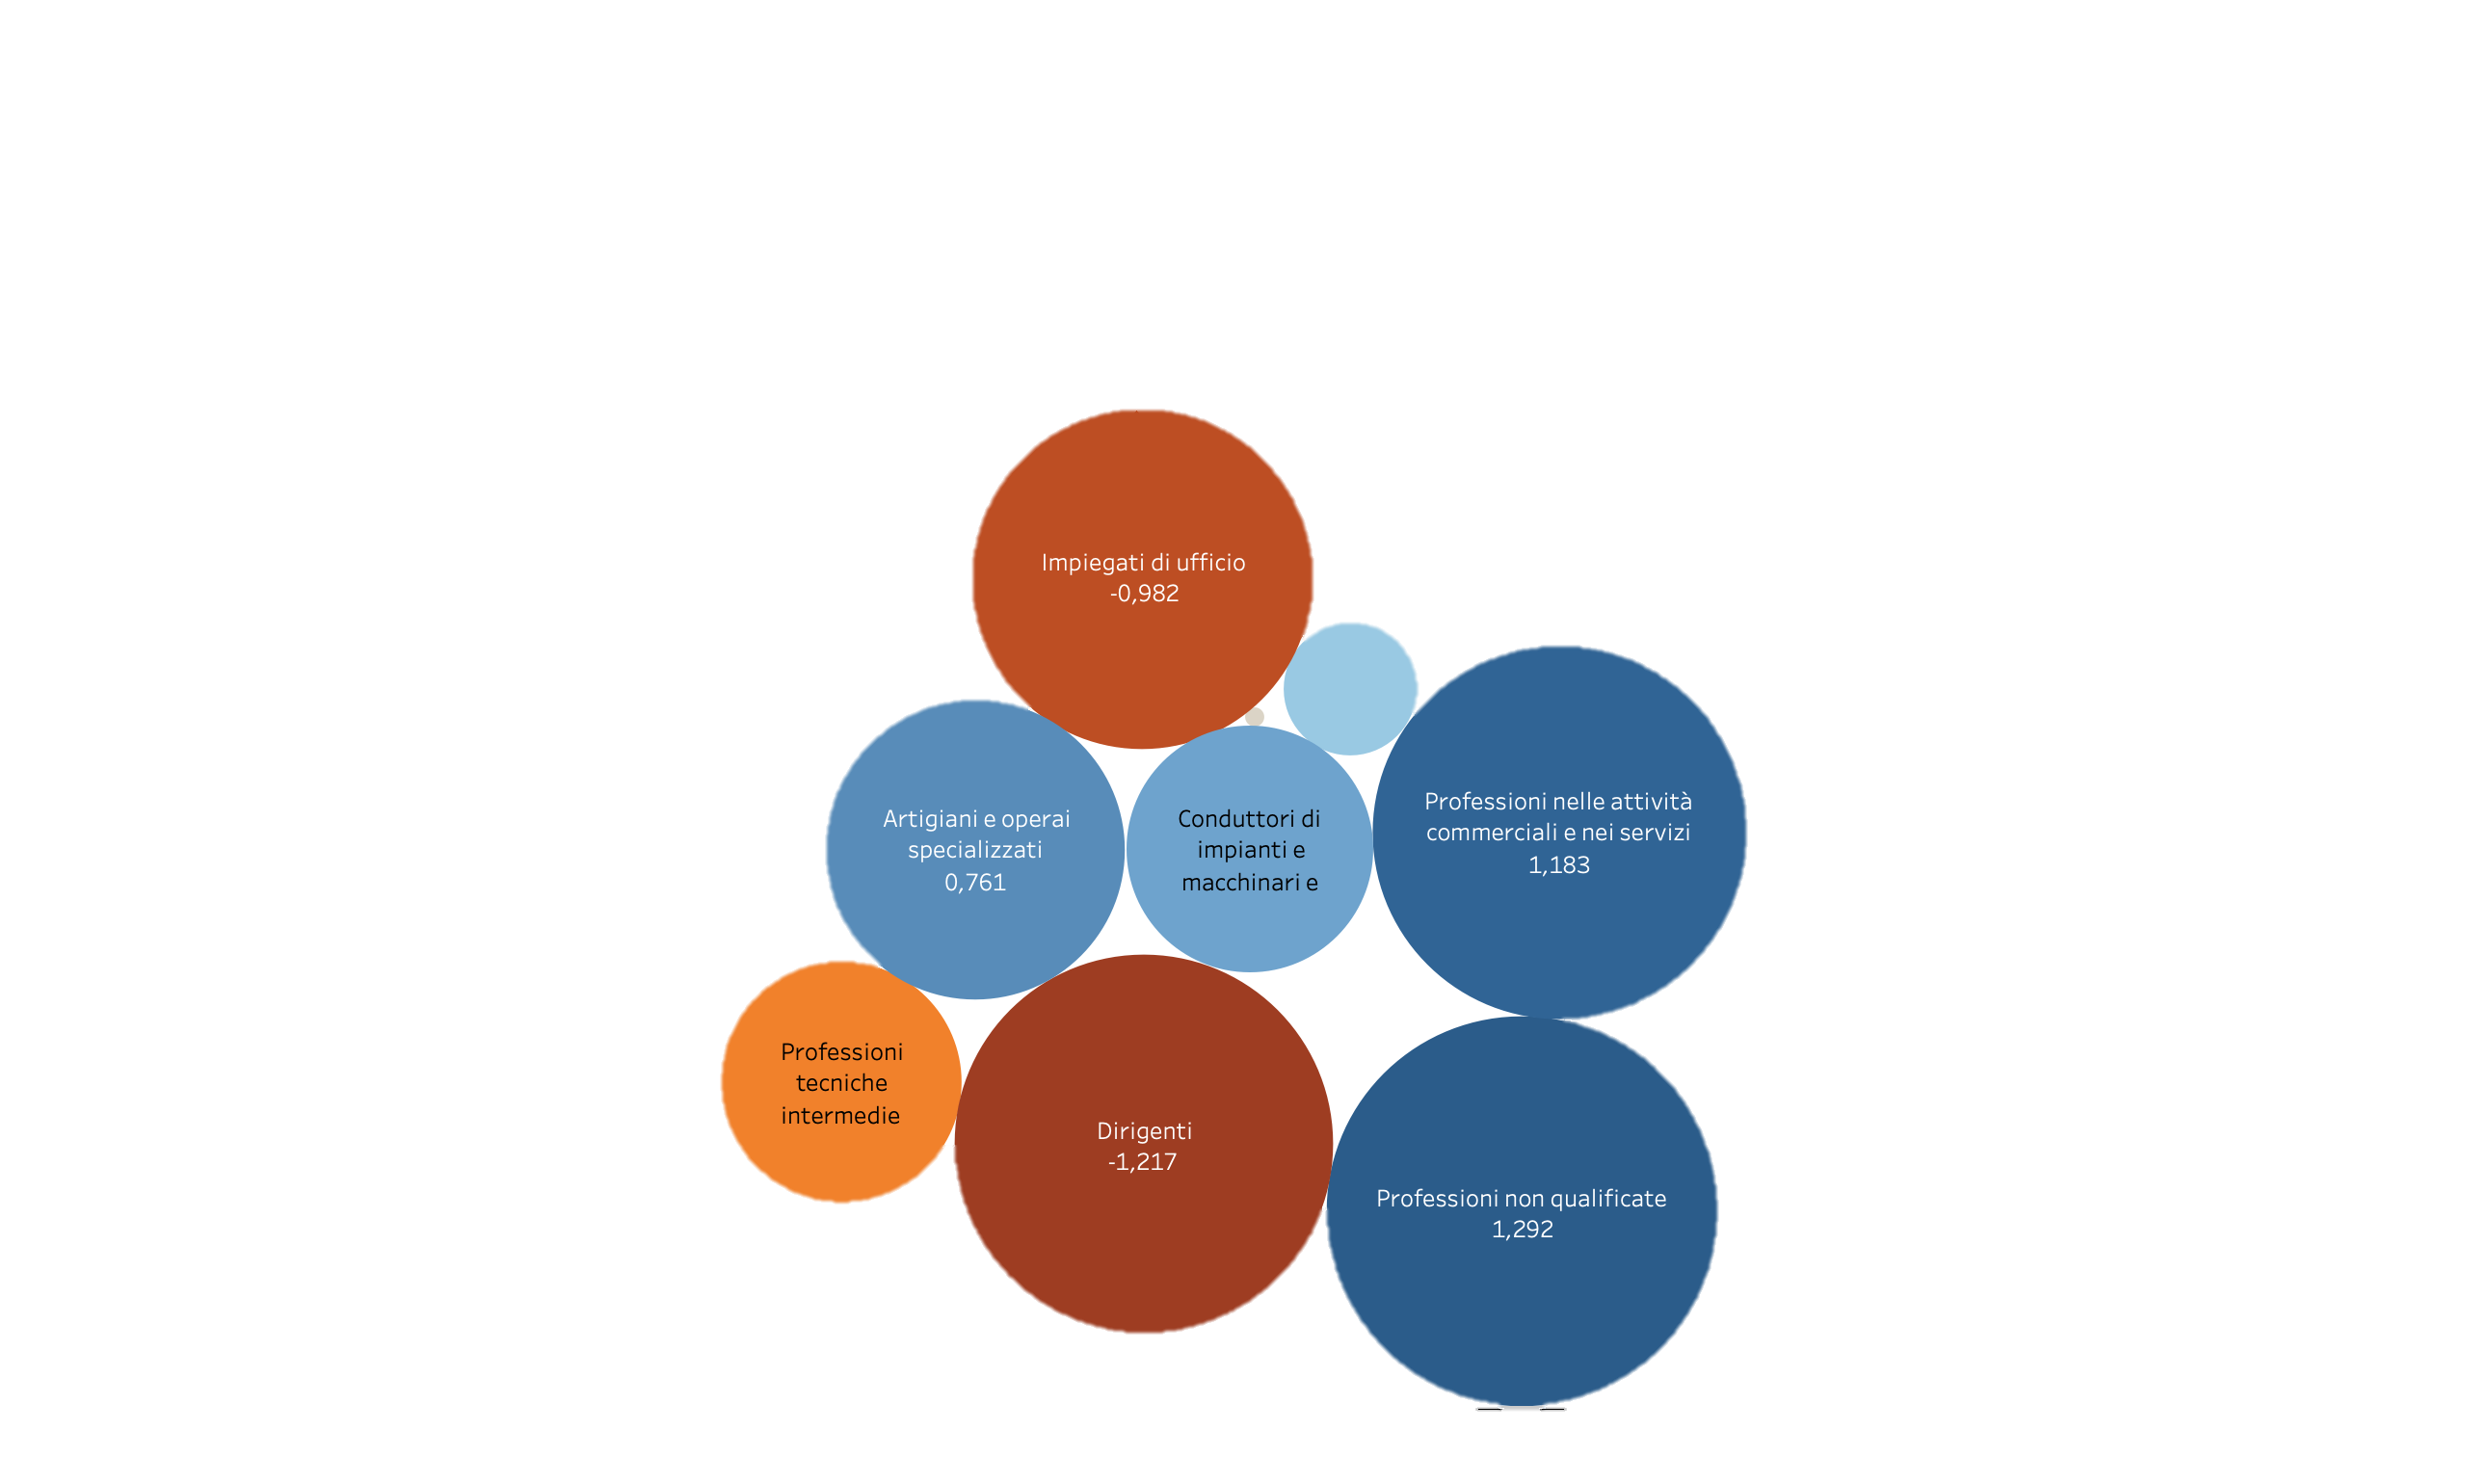 Impiegati di ufficio
-0,982
Artigiani e operai
specializzati
0,761
Conduttori di
impianti e
macchinari e
Professioni nelle attività
commerciali e nei servizi
1,183
Professioni
tecniche
intermedie
Dirigenti
-1,217
Professioni non qualificate
1,292